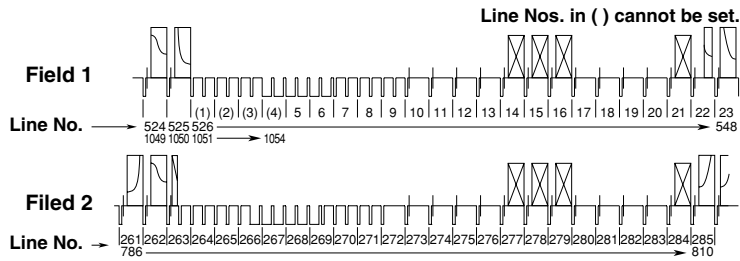 Line Nos. in ( ) cannot be set.
Field 1
(1) (2) (3) (4) 5 6 7 8 9 10 11 12 13 14 15 16 17 18 19 20 21 22 23
Line No. 524 525 526 548
1049 1050 1051 1054
Filed 2
Line No. 261 262 263 264 265 266 267 268 269 270 271 272 273 274 275 276 277 278 279 280 281 282 283 284 285
786 810